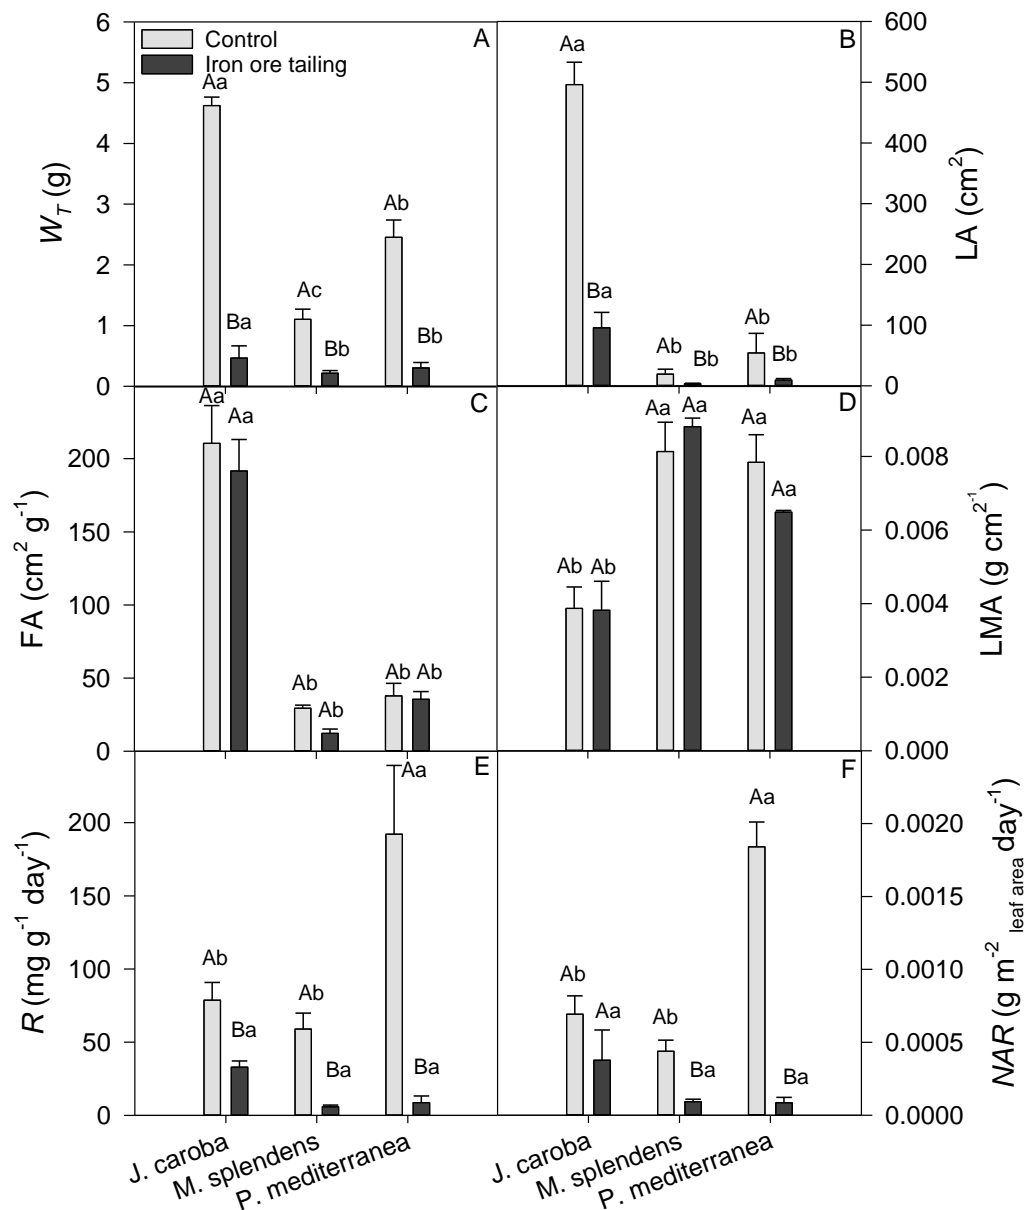 6
5
4
3
2
1
0
W_T (g)
Control
Iron ore tailing
A
Aa
Ba
Ac
Bb
Ab
Bb
B
Aa
Ba
Ab
Bb
Ab
Bb
600
500
400
300
200
100
0
LA (cm²)
200
150
100
50
0
FA (cm² g⁻¹)
C
Aa
Aa
Ab
Ab
Ab
Ab
D
Ab
Ab
Aa
Aa
Aa
Aa
0.008
0.006
0.004
0.002
0.000
LMA (g cm²⁻¹)
200
150
100
50
0
R (mg g⁻¹ day⁻¹)
E
Ab
Ba
Ab
Ba
Aa
Ba
F
Ab
Aa
Ab
Ba
Aa
Ba
0.0020
0.0015
0.0010
0.0005
0.0000
NAR (g m⁻² leaf area day⁻¹)
J. caroba
M. splendens
P. mediterranea
J. caroba
M. splendens
P. mediterranea